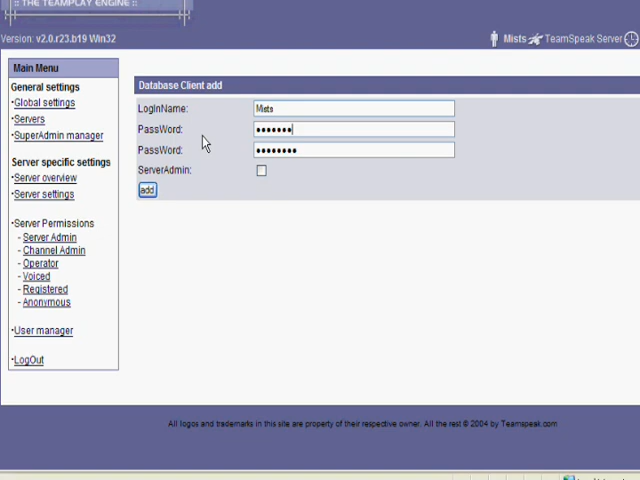 :: THE TEAMPLAY ENGINE ::
Version: v2.0.r23.b19 Win32
Mists TeamSpeak Server
Main Menu
General settings
·Global settings
·Servers
·SuperAdmin manager
Server specific settings
·Server overview
·Server settings
·Server Permissions
- Server Admin
- Channel Admin
- Operator
- Voiced
- Registered
- Anonymous
·User manager
·LogOut
Database Client add
LogInName: Mists
PassWord: •••••••
PassWord: ••••••••
ServerAdmin:
add
All logos and trademarks in this site are property of their respective owner. All the rest © 2004 by Teamspeak.com